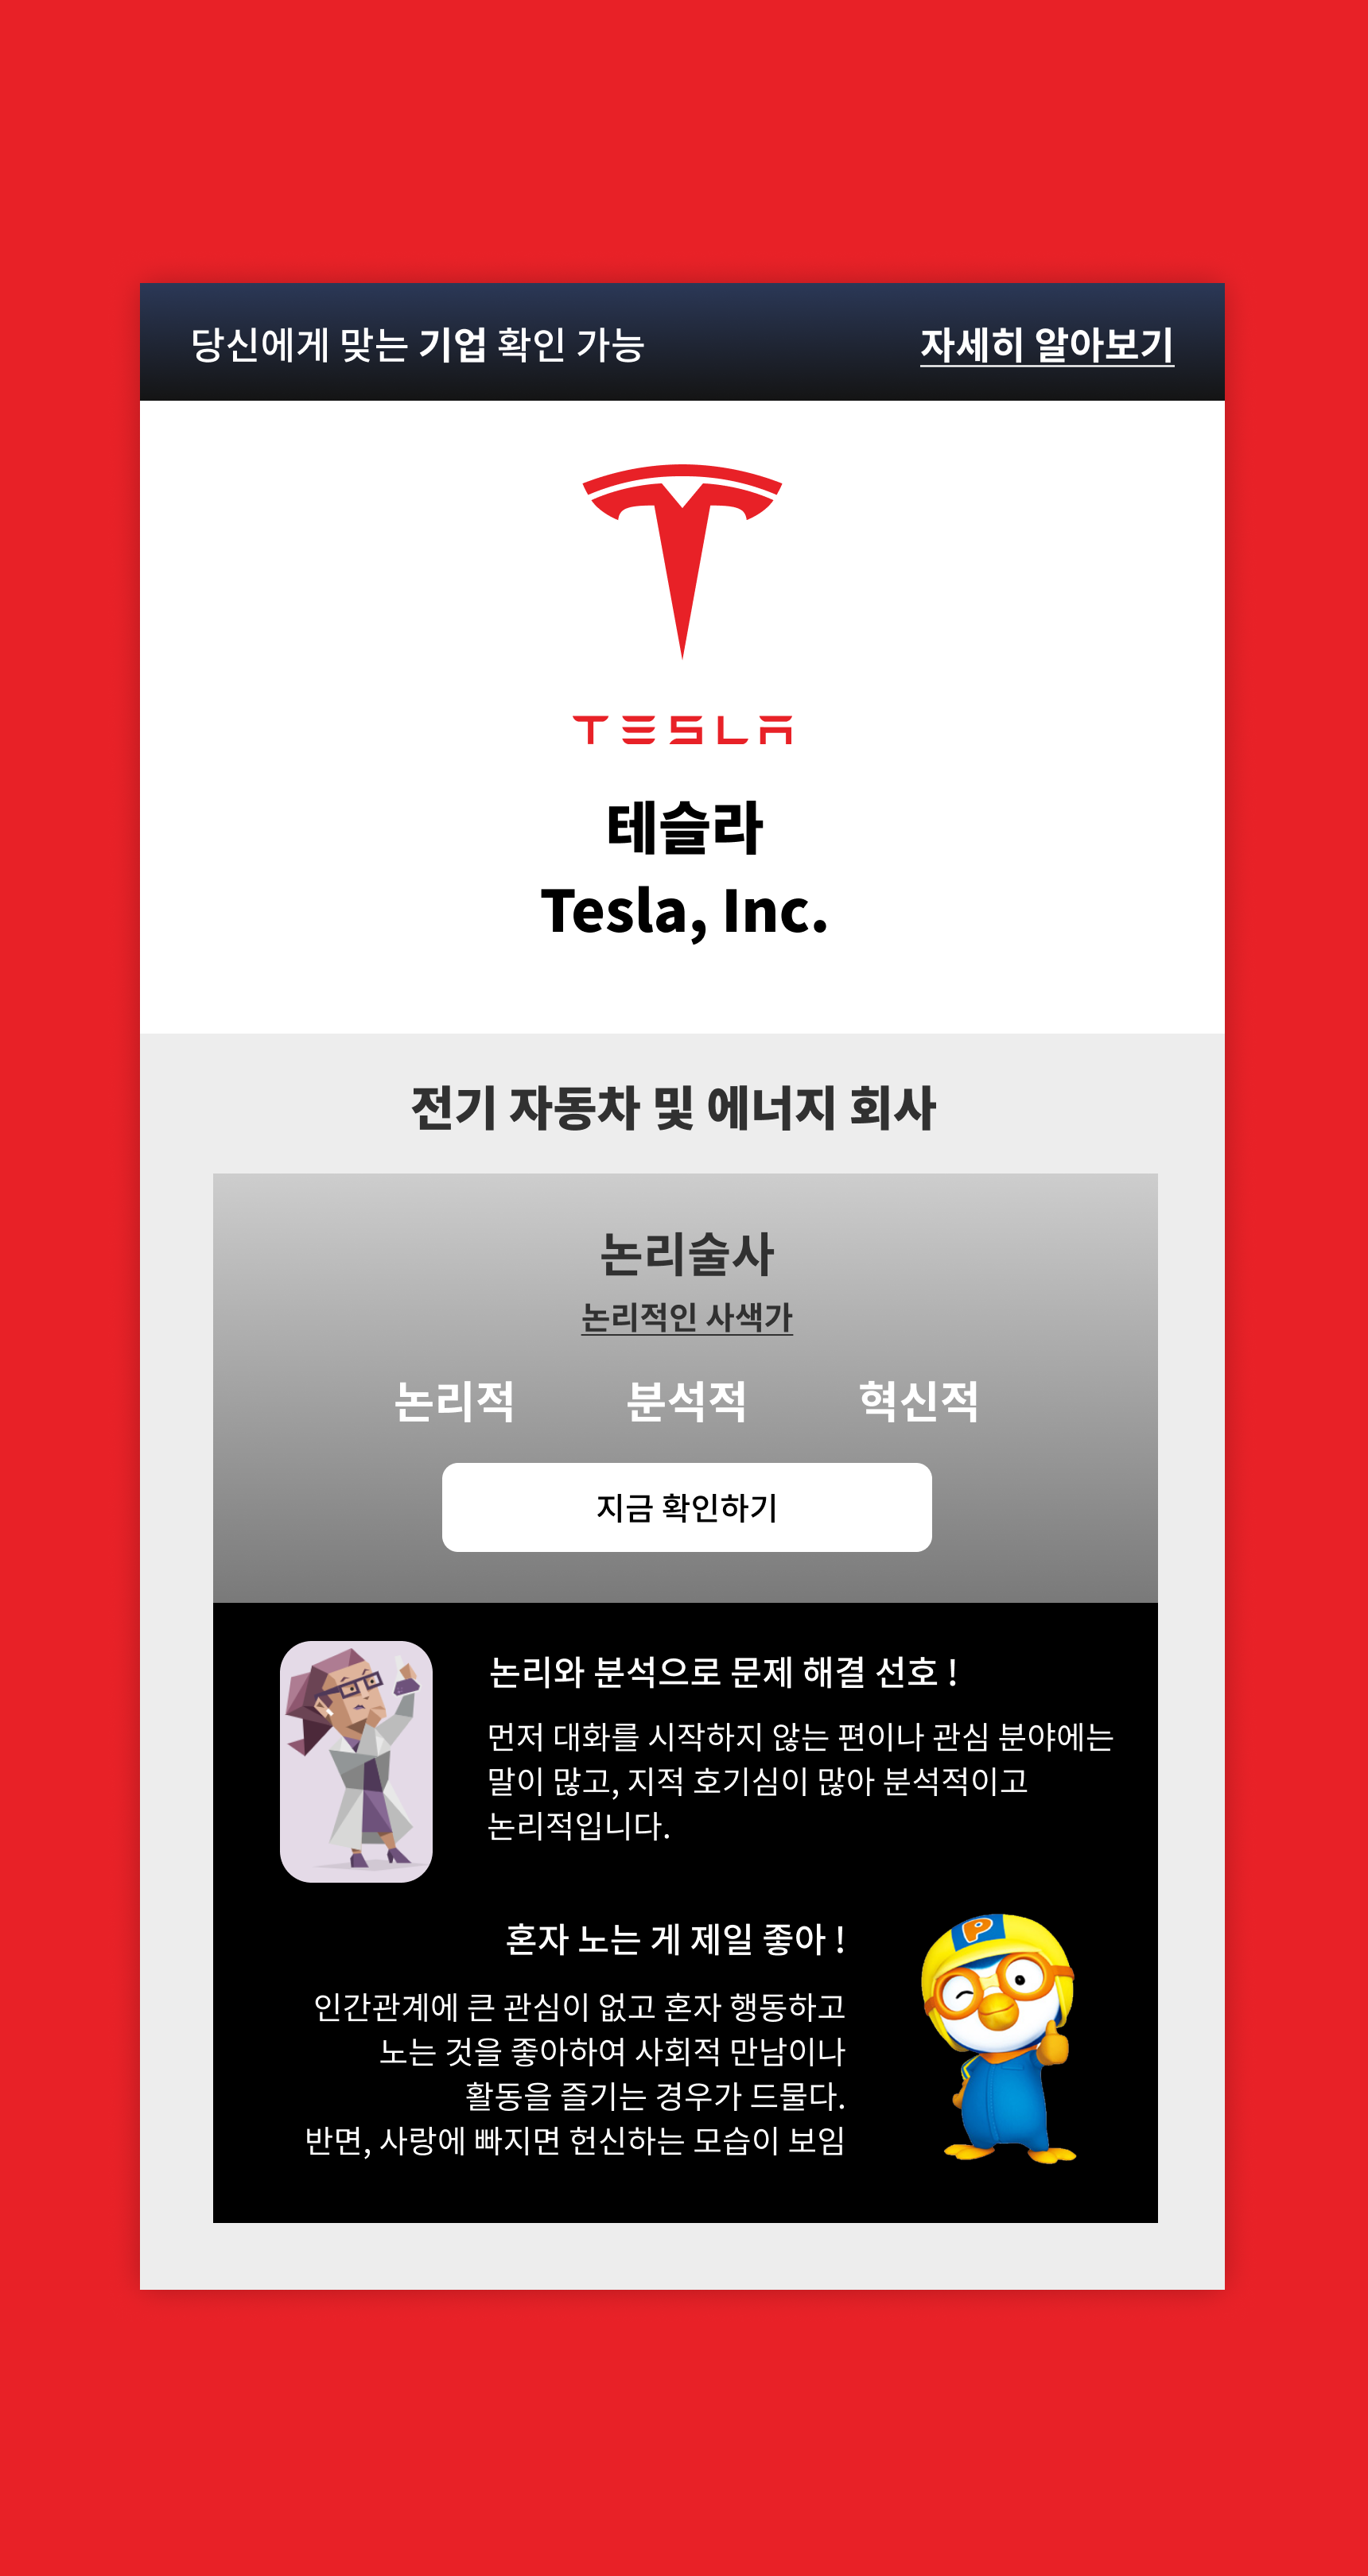 당신에게 맞는 기업 확인 가능
자세히 알아보기
TESLA
테슬라
Tesla, Inc.
전기 자동차 및 에너지 회사
논리술사
논리적인 사색가
논리적 분석적 혁신적
지금 확인하기
논리와 분석으로 문제 해결 선호 !
먼저 대화를 시작하지 않는 편이나 관심 분야에는
말이 많고, 지적 호기심이 많아 분석적이고
논리적입니다.
혼자 노는 게 제일 좋아 !
인간관계에 큰 관심이 없고 혼자 행동하고
노는 것을 좋아하여 사회적 만남이나
활동을 즐기는 경우가 드물다.
반면, 사랑에 빠지면 헌신하는 모습이 보임
P